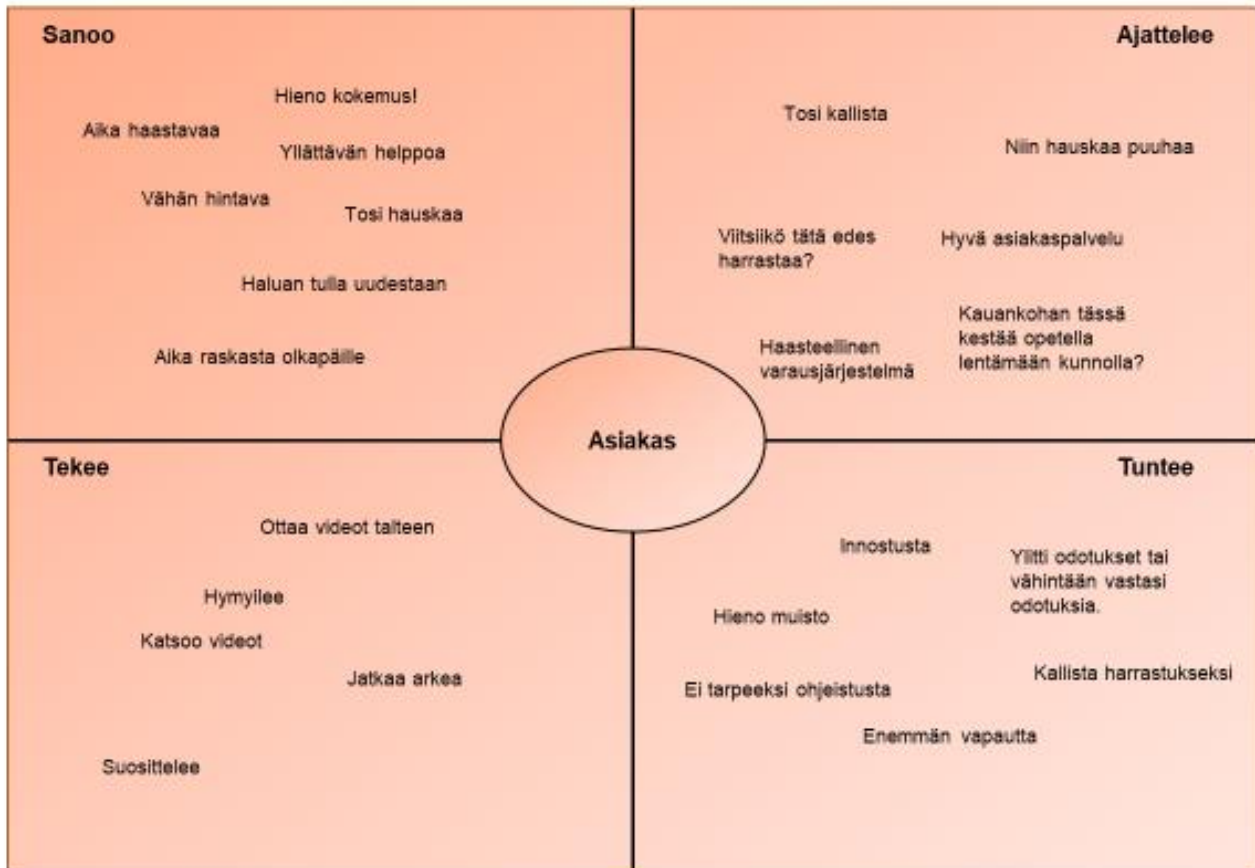 Sanoo
Hieno kokemus!
Aika haastavaa
Yllättävän helppoa
Vähän hintava
Tosi hauskaa
Haluan tulla uudestaan
Aika raskasta olkapäille
Ajattelee
Tosi kallista
Niin hauskaa puuhaa
Viitsiikö tätä edes
harrastaa?
Hyvä asiakaspalvelu
Kauankohan tässä
kestää opetella
lentämään kunnolla?
Haasteellinen
varausjärjestelmä
Asiakas
Tekee
Ottaa videot talteen
Hymyilee
Katsoo videot
Jatkaa arkea
Suosittelee
Tuntee
Innostusta
Ylitti odotukset tai
vähintään vastasi
odotuksia.
Hieno muisto
Kallista harrastukseksi
Ei tarpeeksi ohjeistusta
Enemmän vapautta